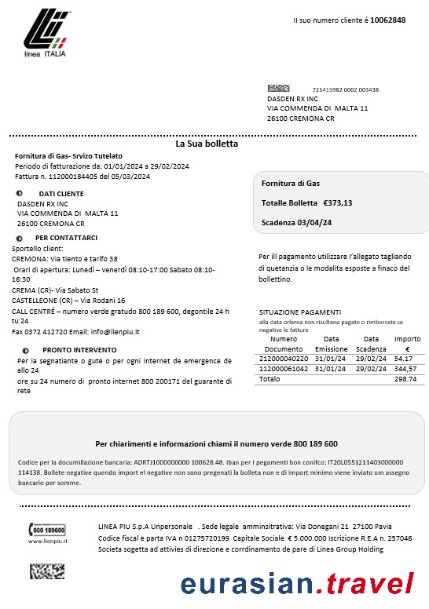 Il suo numero cliente é 10062848
linea ITALIA
721415982 0002 003438
DASDEN RX INC
VIA COMMENDA DI MALTA 11
26100 CREMONA CR
La Sua bolletta
Fornitura di Gas- Srvizo Tutelato
Periodo di fatturazione da: 01/01/2024 a 29/02/2024
Fattura n. 112000184405 del 05/03/2024
DATI CLIENTE
DASDEN RX INC
VIA COMMENDA DI MALTA 11
26100 CREMONA CR
PER CONTATTARCI
Sportello client:
CREMONA: Via tiento e tarifo 38
Orari di apertura: Lunedi – venerdi 08:10-17:00 Sabato 08:10-
16:30
CREMA (CR)- Via Sabato St
CASTELLEONE (CR) – Via Rodani 16
CALL CENTRÉ – numero verde gratudo 800 189 600, degontile 24 h
tu 24
Fax 0372 412720 Email: info@lienpiu.it
PRONTO INTERVENTO
Per la segnatiante o gute o per ongi internet de emergence de
allo 24
ore su 24 numero di pronto internet 800 200171 del guarante di
rete
Fornitura di Gas
Totalle Bolletta €373,13
Scadenza 03/04/24
Per ill pagamento utilizzare l'allegato tagliando
di quetanzia o le modalita esposte a finaco del
bollettino.
SITUAZIONE PAGAMENTI
alla data orlerea son risultano pagato o rimborsate se
negative le fatture
Numero Data Data Importo
Documento Emissione Scadenza €
212000040220 31/01/24 29/02/24 54.17
112000061042 31/01/24 29/02/24 344,57
Totalo 298.74
Per chiarimenti e informazioni chiami il numero verde 800 189 600
Codice per la documillazione bancaria: ADRTJ1000000000 100628.48. Iban per I pegamenti bon conifco: IT20L0551211403000000
114138. Bollete negative quendo import el negative non sono pregenati la bolleta non e di import minimo viene inviato um assegno
bancario por somme.
800 189600
www.lienpiu.it
LINEA PIU S.p.A Unpersonale . Sede legale amminsitrativa: Via Donegani 21 27100 Pavia
Codice fiscal e parta IVA n 01275720199 Capitale Sociale € 5.000.000 Iscrizione R.E.A n. 257046
Societa sogetta ad attivies di direzione e corrdinamento de pare di Linea Group Holding
eurasian.travel